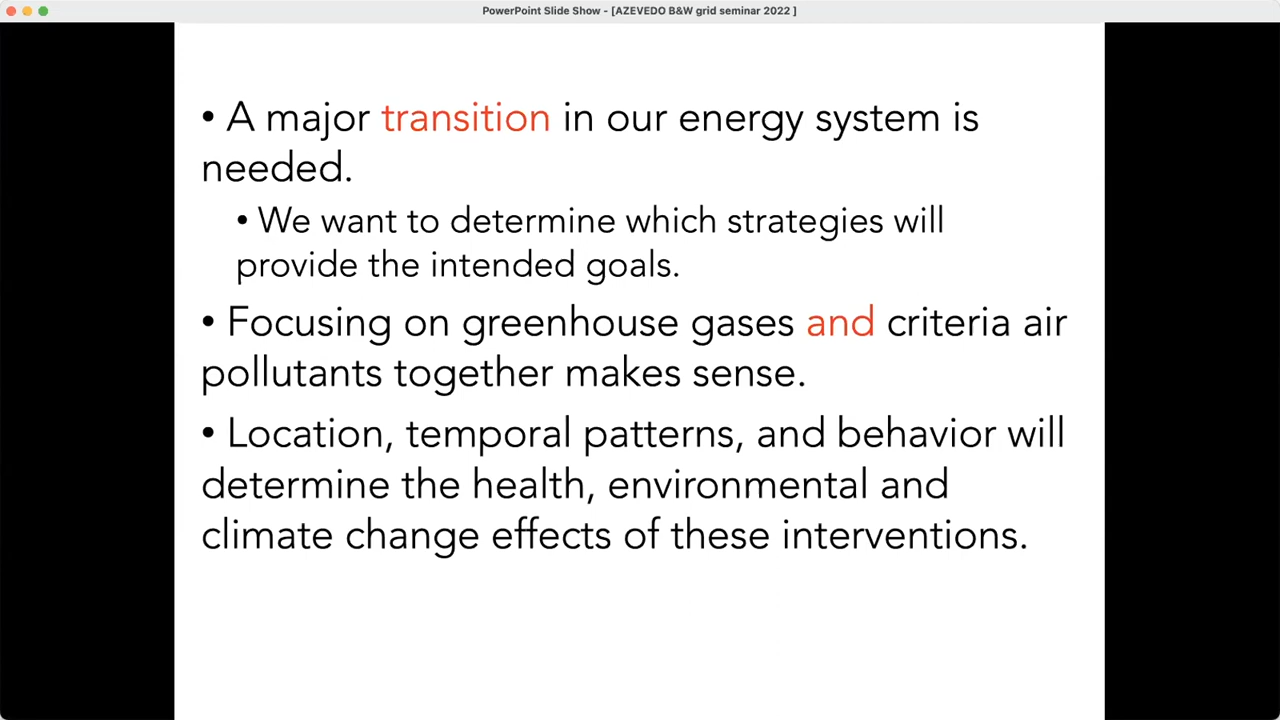 PowerPoint Slide Show - [AZEVEDO B&W grid seminar 2022 ]
• A major transition in our energy system is
needed.
• We want to determine which strategies will
provide the intended goals.
• Focusing on greenhouse gases and criteria air
pollutants together makes sense.
• Location, temporal patterns, and behavior will
determine the health, environmental and
climate change effects of these interventions.